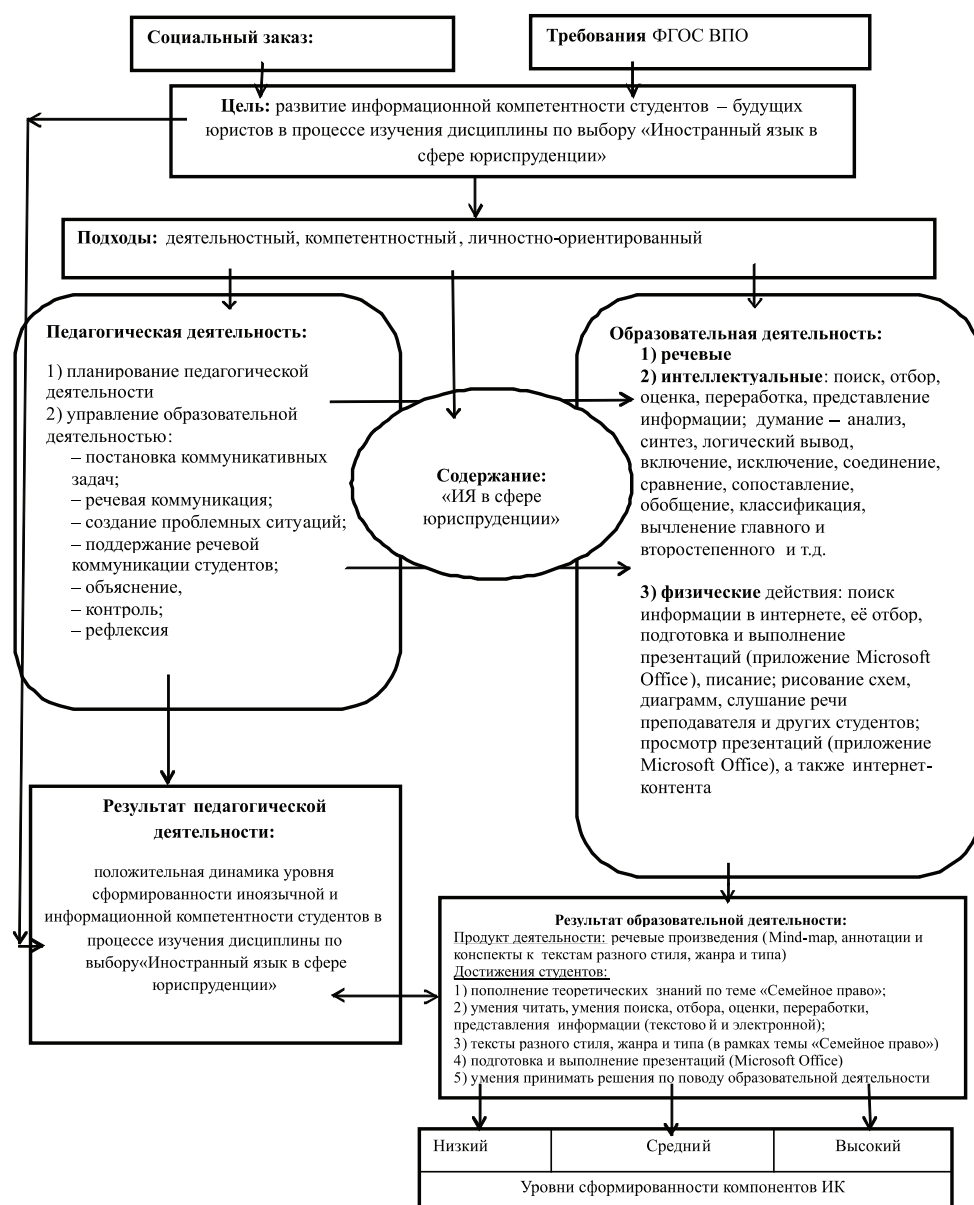 Социальный заказ:
Требования ФГОС ВПО
Цель: развитие информационной компетентности студентов – будущих
юристов в процессе изучения дисциплины по выбору «Иностранный язык в
сфере юриспруденции»
Подходы: деятельностный, компетентностный, личностно-ориентированный
Педагогическая деятельность:
1) планирование педагогической
деятельности
2) управление образовательной
деятельностью:
– постановка коммуникативных
задач;
– речевая коммуникация;
– создание проблемных ситуаций;
– поддержание речевой
коммуникации студентов;
– объяснение,
– контроль;
– рефлексия
Содержание:
«ИЯ в сфере
юриспруденции»
Образовательная деятельность:
1) речевые
2) интеллектуальные: поиск, отбор,
оценка, переработка, представление
информации; думание – анализ,
синтез, логический вывод,
включение, исключение, соединение,
сравнение, сопоставление,
обобщение, классификация,
вычленение главного и
второстепенного и т.д.
3) физические действия: поиск
информации в интернете, её отбор,
подготовка и выполнение
презентаций (приложение Microsoft
Office), писание; рисование схем,
диаграмм, слушание речи
преподавателя и других студентов;
просмотр презентаций (приложение
Microsoft Office), а также интернет-
контента
Результат педагогической
деятельности:
положительная динамика уровня
сформированности иноязычной и
информационной компетентности студентов в
процессе изучения дисциплины по
выбору«Иностранный язык в сфере
юриспруденции»
Результат образовательной деятельности:
Продукт деятельности: речевые произведения (Mind-map, аннотации и
конспекты к текстам разного стиля, жанра и типа)
Достижения студентов:
1) пополнение теоретических знаний по теме «Семейное право»;
2) умения читать, умения поиска, отбора, оценки, переработки,
представления информации (текстовой и электронной);
3) тексты разного стиля, жанра и типа (в рамках темы «Семейное право»)
4) подготовка и выполнение презентаций (Microsoft Office)
5) умения принимать решения по поводу образовательной деятельности
Низкий
Средний
Высокий
Уровни сформированности компонентов ИК